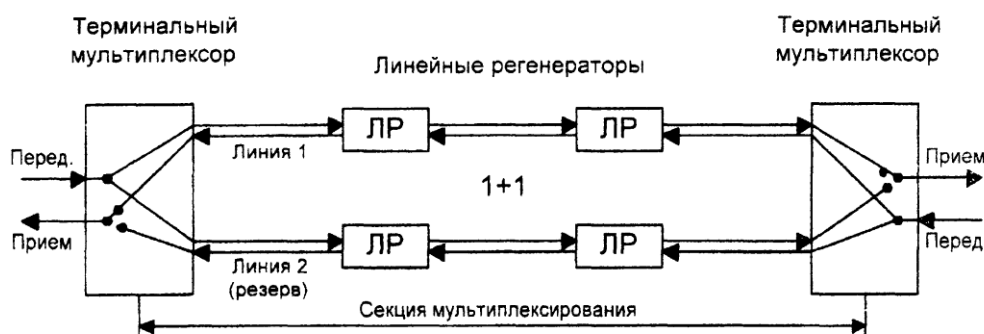 Терминальный
мультиплексор
Линейные регенераторы
Терминальный
мультиплексор
ЛР
ЛР
Линия 1
Перед.
Прием
1+1
Прием
Перед.
ЛР
ЛР
Линия 2
(резерв)
Секция мультиплексирования